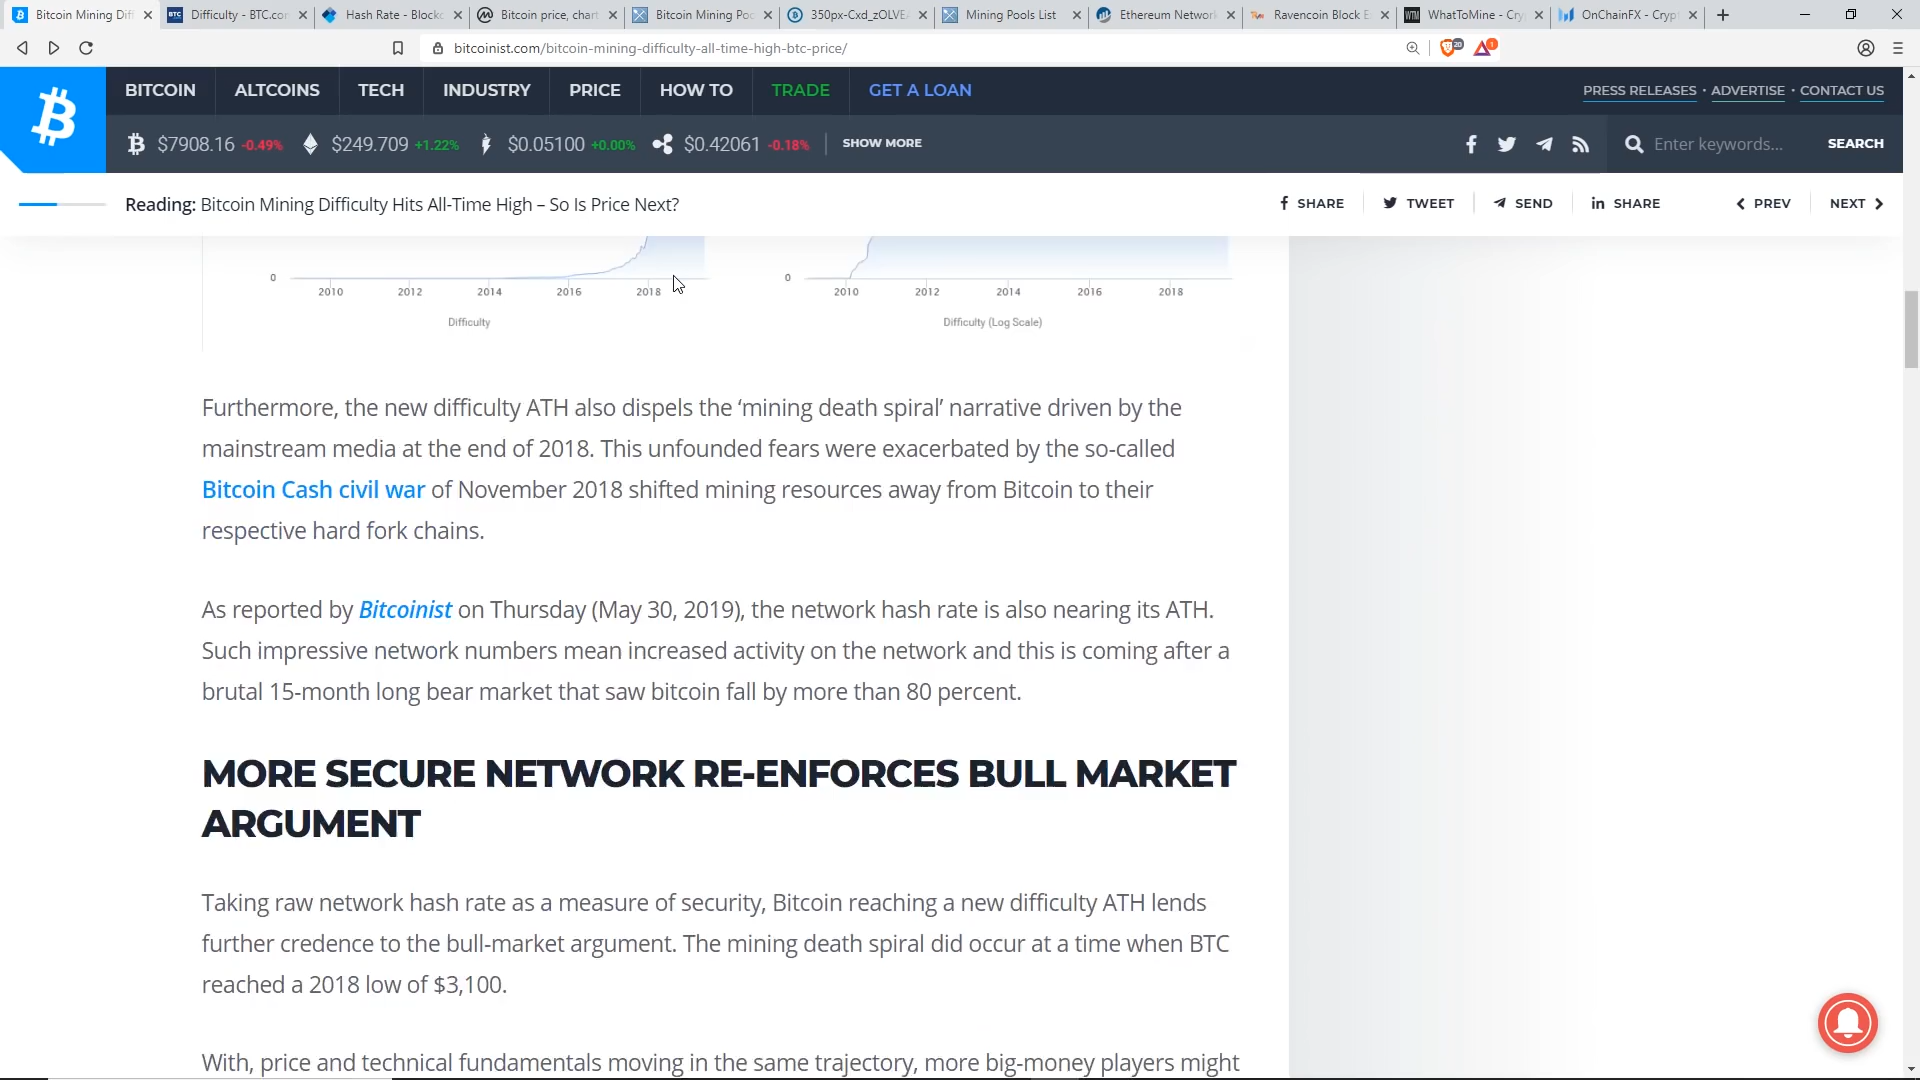 Bitcoin Mining Dif
Difficulty - BTC.co
Hash Rate - Blockc
Bitcoin price, chart
Bitcoin Mining Poo
350px-Cxd_zOLVE
Mining Pools List
Ethereum Network
Ravencoin Block E
WhatToMine - Cry
OnChainFX - Cryp
bitcoinist.com/bitcoin-mining-difficulty-all-time-high-btc-price/
20
1
BITCOIN
ALTCOINS
TECH
INDUSTRY
PRICE
HOW TO
TRADE
GET A LOAN
PRESS RELEASES • ADVERTISE • CONTACT US
$7908.16 -0.49%
$249.709 +1.22%
$0.05100 +0.00%
$0.42061 -0.18%
SHOW MORE
Enter keywords...
SEARCH
Reading: Bitcoin Mining Difficulty Hits All-Time High – So Is Price Next?
SHARE
TWEET
SEND
SHARE
PREV
NEXT
0
2010 2012 2014 2016 2018
Difficulty
0
2010 2012 2014 2016 2018
Difficulty (Log Scale)
Furthermore, the new difficulty ATH also dispels the ‘mining death spiral’ narrative driven by the
mainstream media at the end of 2018. This unfounded fears were exacerbated by the so-called
Bitcoin Cash civil war of November 2018 shifted mining resources away from Bitcoin to their
respective hard fork chains.
As reported by Bitcoinist on Thursday (May 30, 2019), the network hash rate is also nearing its ATH.
Such impressive network numbers mean increased activity on the network and this is coming after a
brutal 15-month long bear market that saw bitcoin fall by more than 80 percent.
MORE SECURE NETWORK RE-ENFORCES BULL MARKET
ARGUMENT
Taking raw network hash rate as a measure of security, Bitcoin reaching a new difficulty ATH lends
further credence to the bull-market argument. The mining death spiral did occur at a time when BTC
reached a 2018 low of $3,100.
With, price and technical fundamentals moving in the same trajectory, more big-money players might